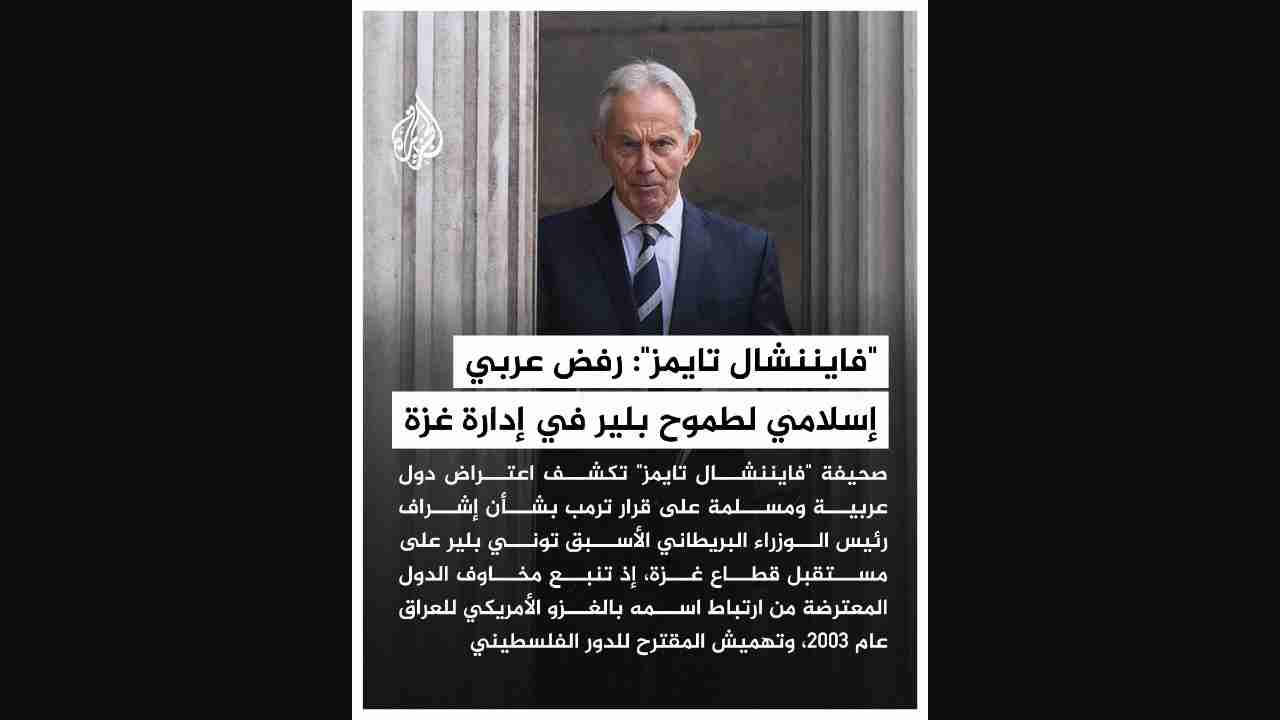 الجزيرة
"فايننشال تايمز": رفض عربي
إسلامي لطموح بلير في إدارة غزة
صحيفة "فايننشال تايمز" تكشف اعتراض دول
عربية ومسلمة على قرار ترمب بشأن إشراف
رئيس الوزراء البريطاني الأسبق توني بلير على
مستقبل قطاع غزة، إذ تنبع مخاوف الدول
المعترضة من ارتباط اسمه بالغزو الأمريكي للعراق
عام 2003، وتهميش المقترح للدور الفلسطيني